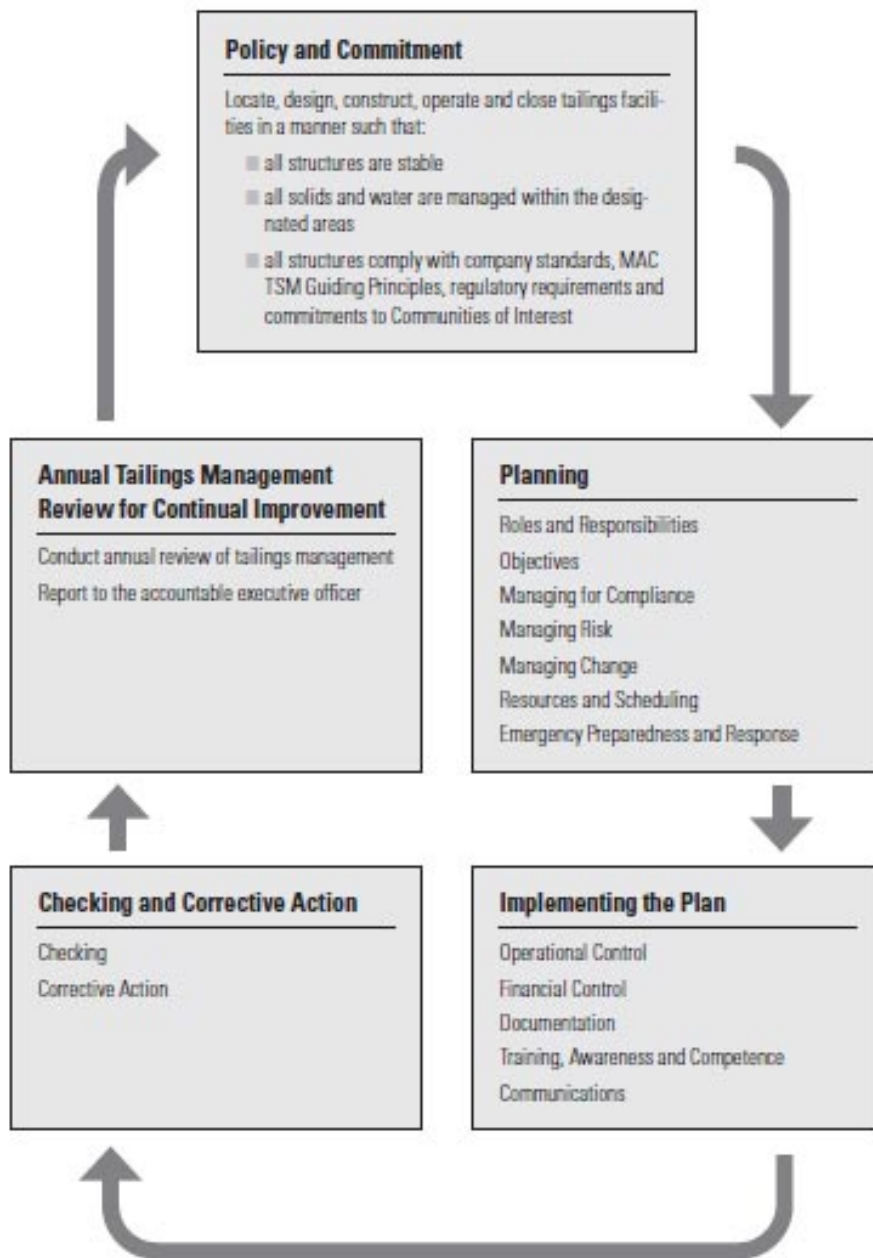 Policy and Commitment
Locate, design, construct, operate and close tailings facili-
ties in a manner such that:
all structures are stable
all solids and water are managed within the desig-
nated areas
all structures comply with company standards, MAC
TSM Guiding Principles, regulatory requirements and
commitments to Communities of Interest
Planning
Roles and Responsibilities
Objectives
Managing for Compliance
Managing Risk
Managing Change
Resources and Scheduling
Emergency Preparedness and Response
Implementing the Plan
Operational Control
Financial Control
Documentation
Training, Awareness and Competence
Communications
Checking and Corrective Action
Checking
Corrective Action
Annual Tailings Management
Review for Continual Improvement
Conduct annual review of tailings management
Report to the accountable executive officer